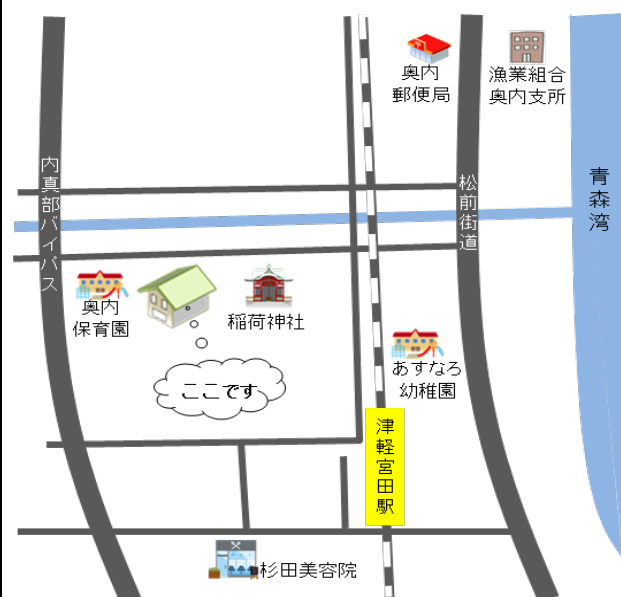 奥内
郵便局
漁業組合
奥内支所
内真部バイパス
松前街道
青森湾
奥内
保育園
稲荷神社
ここです
あすなろ
幼稚園
津軽宮田駅
杉田美容院